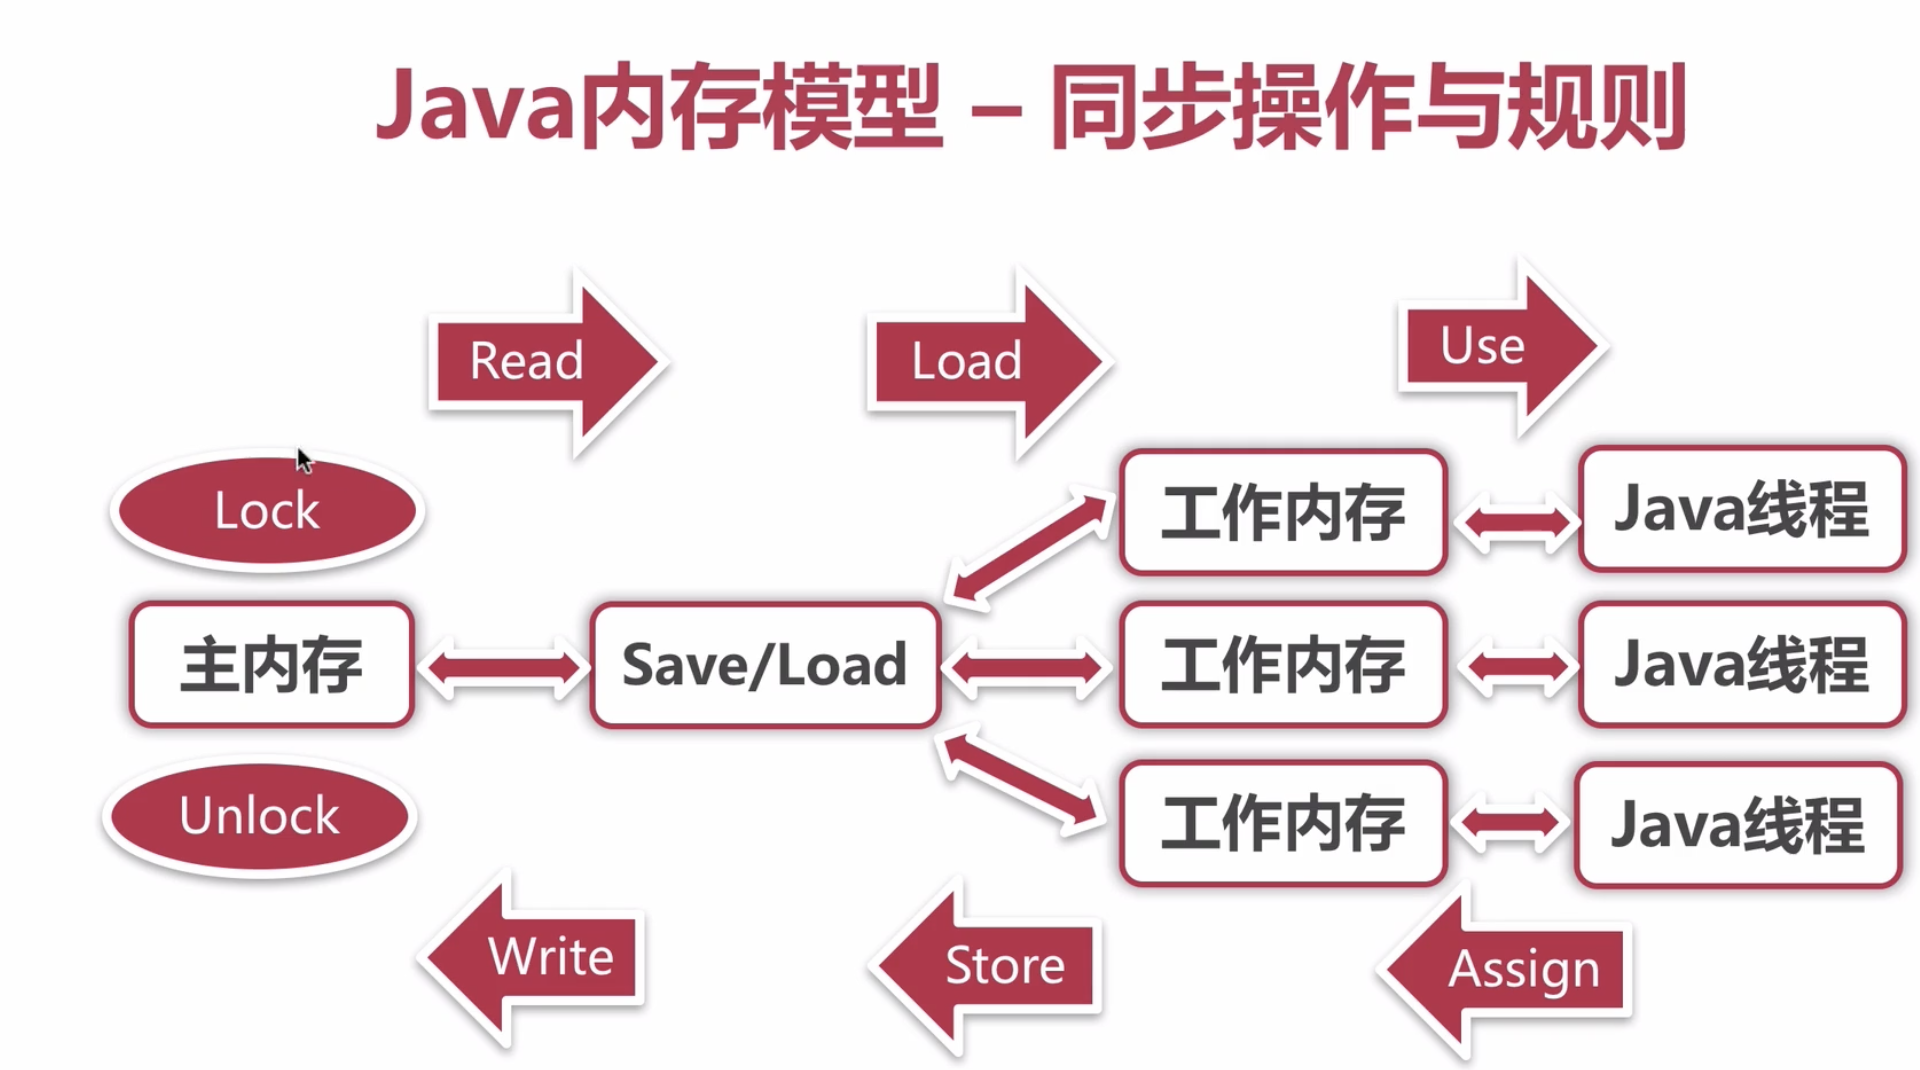 Java内存模型 – 同步操作与规则
Read
Load
Use
Lock
工作内存
Java线程
主内存
Save/Load
工作内存
Java线程
Unlock
工作内存
Java线程
Write
Store
Assign